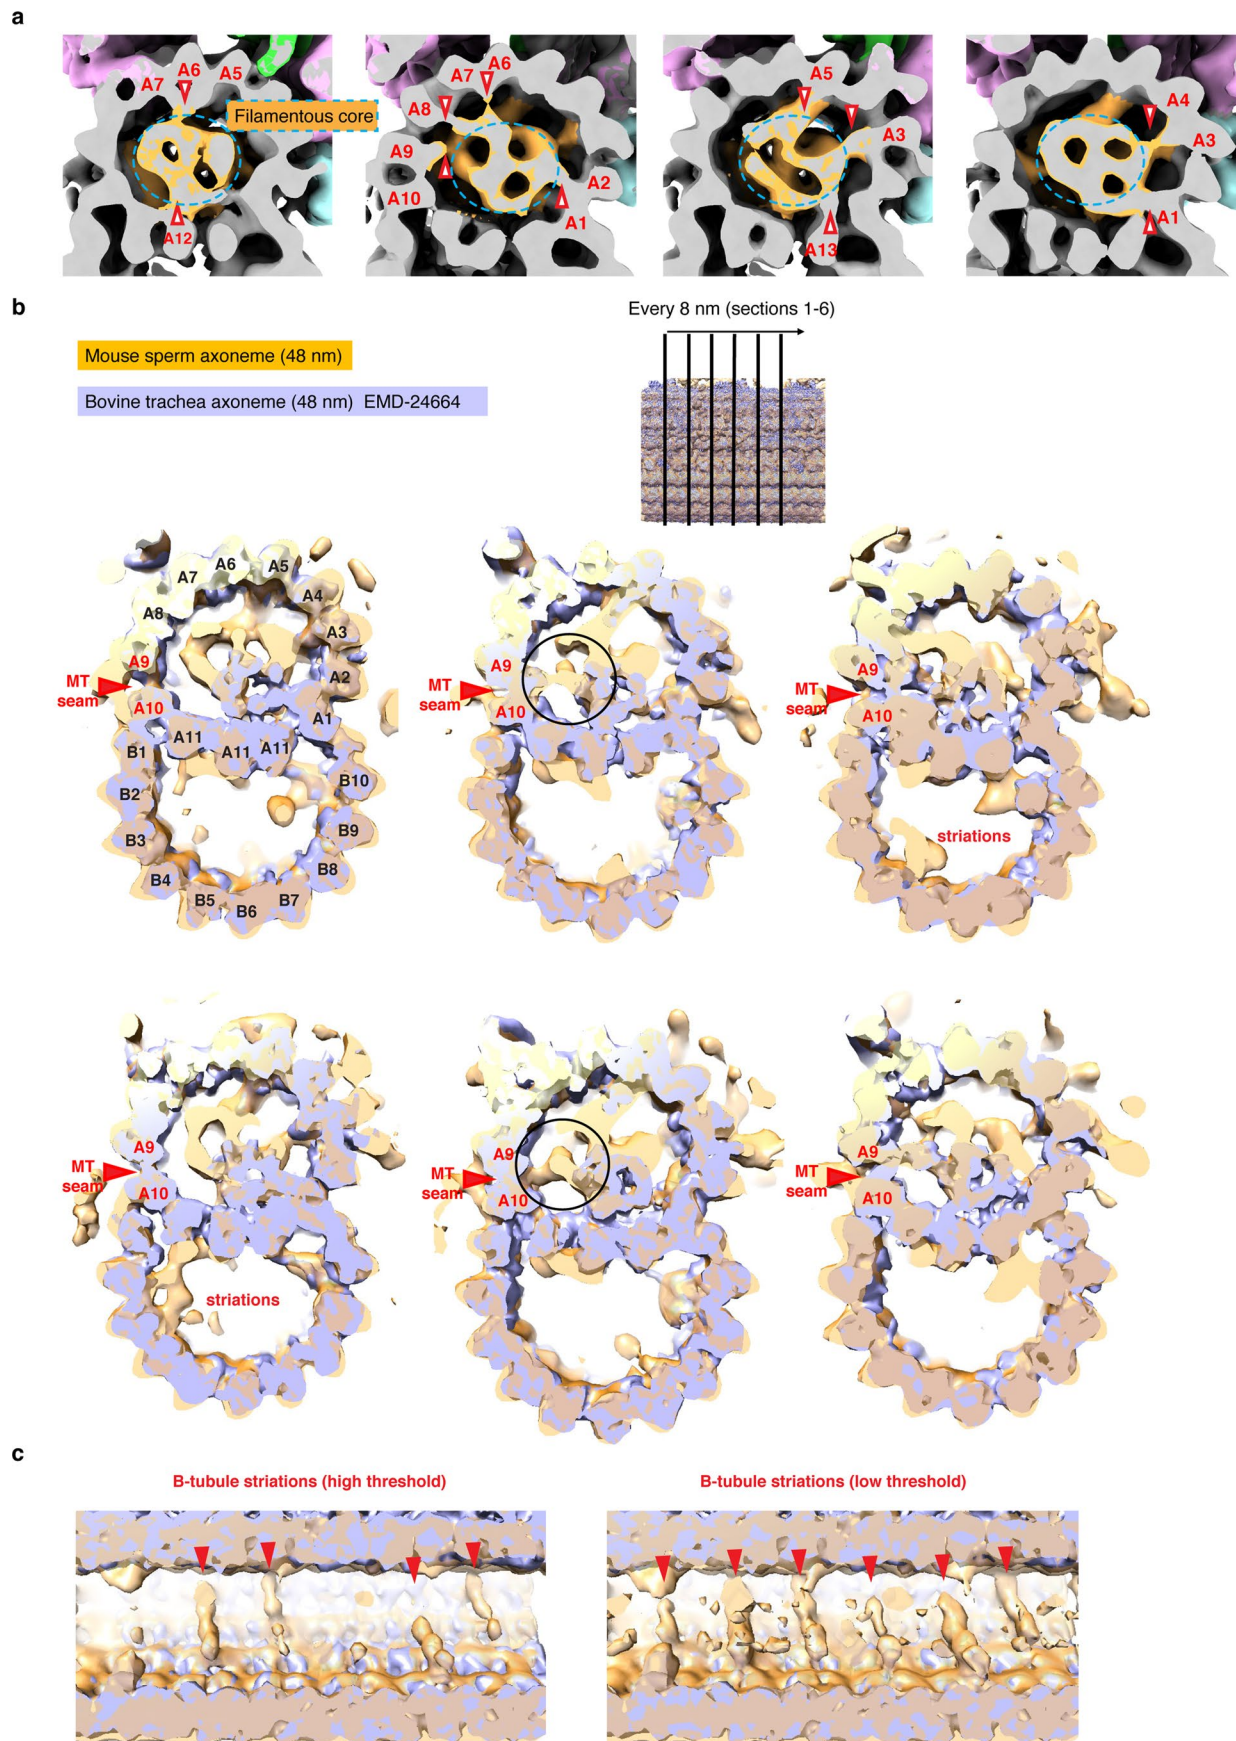 a
A6
A7
A5
Filamentous core
A12
A6
A7
A8
A9
A10
A2
A1
A5
A3
A13
A4
A3
A1
b
Every 8 nm (sections 1-6)
Mouse sperm axoneme (48 nm)
Bovine trachea axoneme (48 nm) EMD-24664
A6
A5
A7
A4
A8
A3
A9
A2
MT
seam
A10
A1
A11
A11
A11
B1
B10
B2
B9
B3
B8
B4
B5
B6
B7
A9
MT
seam
A10
A9
MT
seam
A10
striations
A9
MT
seam
A10
striations
A9
MT
seam
A10
A9
MT
seam
A10
c
B-tubule striations (high threshold)
B-tubule striations (low threshold)